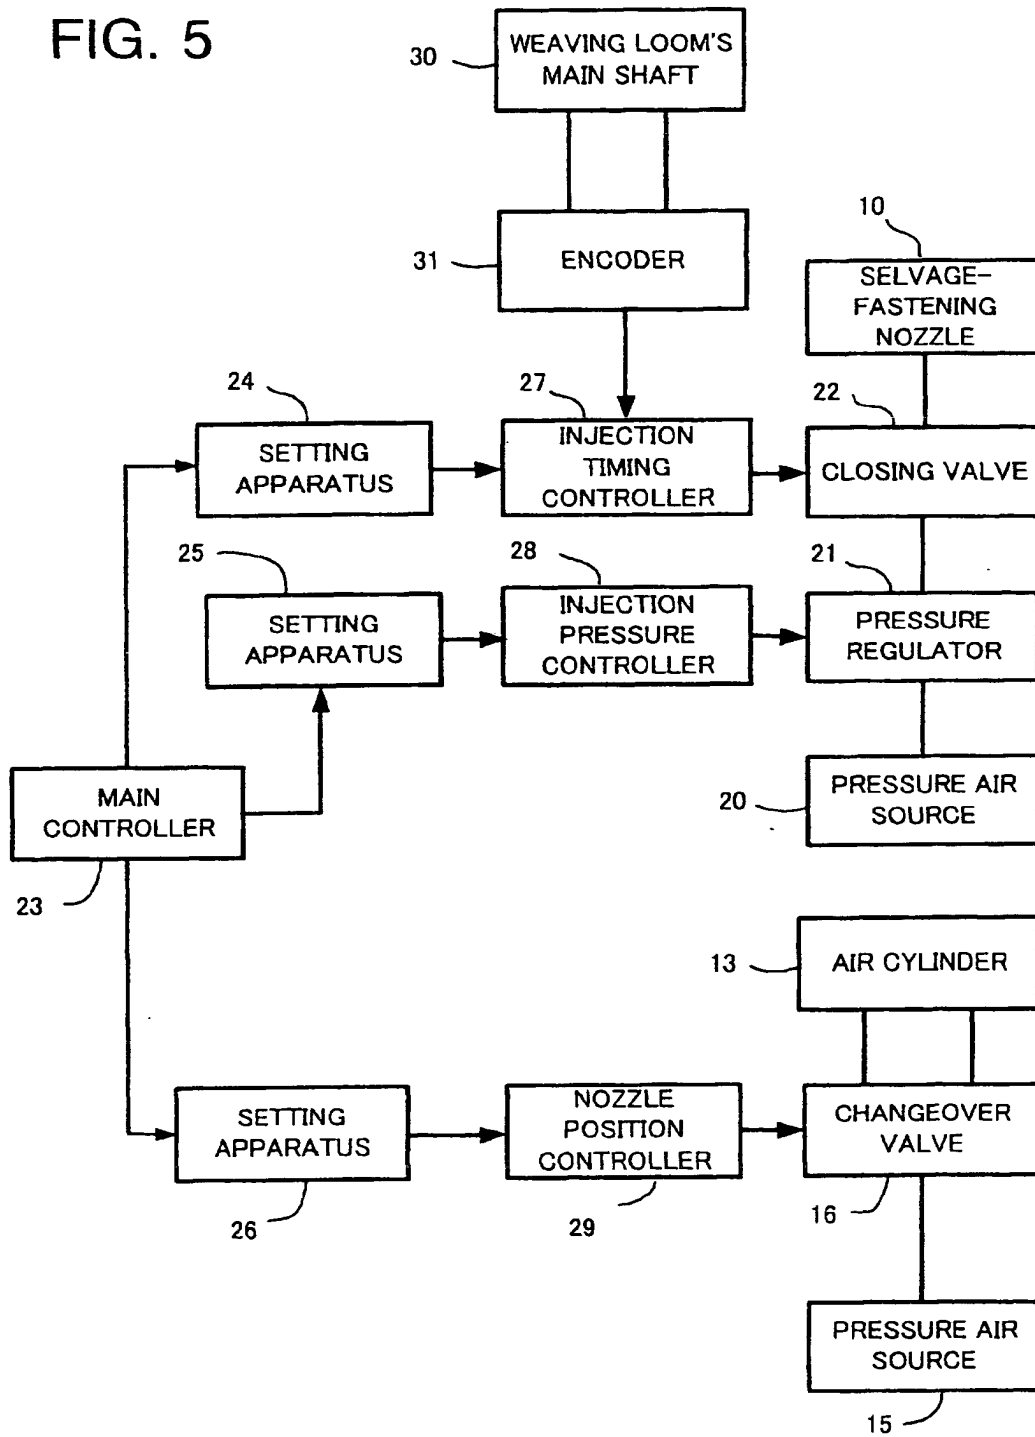 FIG. 5
30
WEAVING LOOM'S
MAIN SHAFT
31
ENCODER
10
SELVAGE-
FASTENING
NOZZLE
24
SETTING
APPARATUS
27
INJECTION
TIMING
CONTROLLER
22
CLOSING VALVE
25
SETTING
APPARATUS
28
INJECTION
PRESSURE
CONTROLLER
21
PRESSURE
REGULATOR
MAIN
CONTROLLER
23
20
PRESSURE AIR
SOURCE
13
AIR CYLINDER
SETTING
APPARATUS
26
NOZZLE
POSITION
CONTROLLER
29
CHANGEOVER
VALVE
16
PRESSURE AIR
SOURCE
15